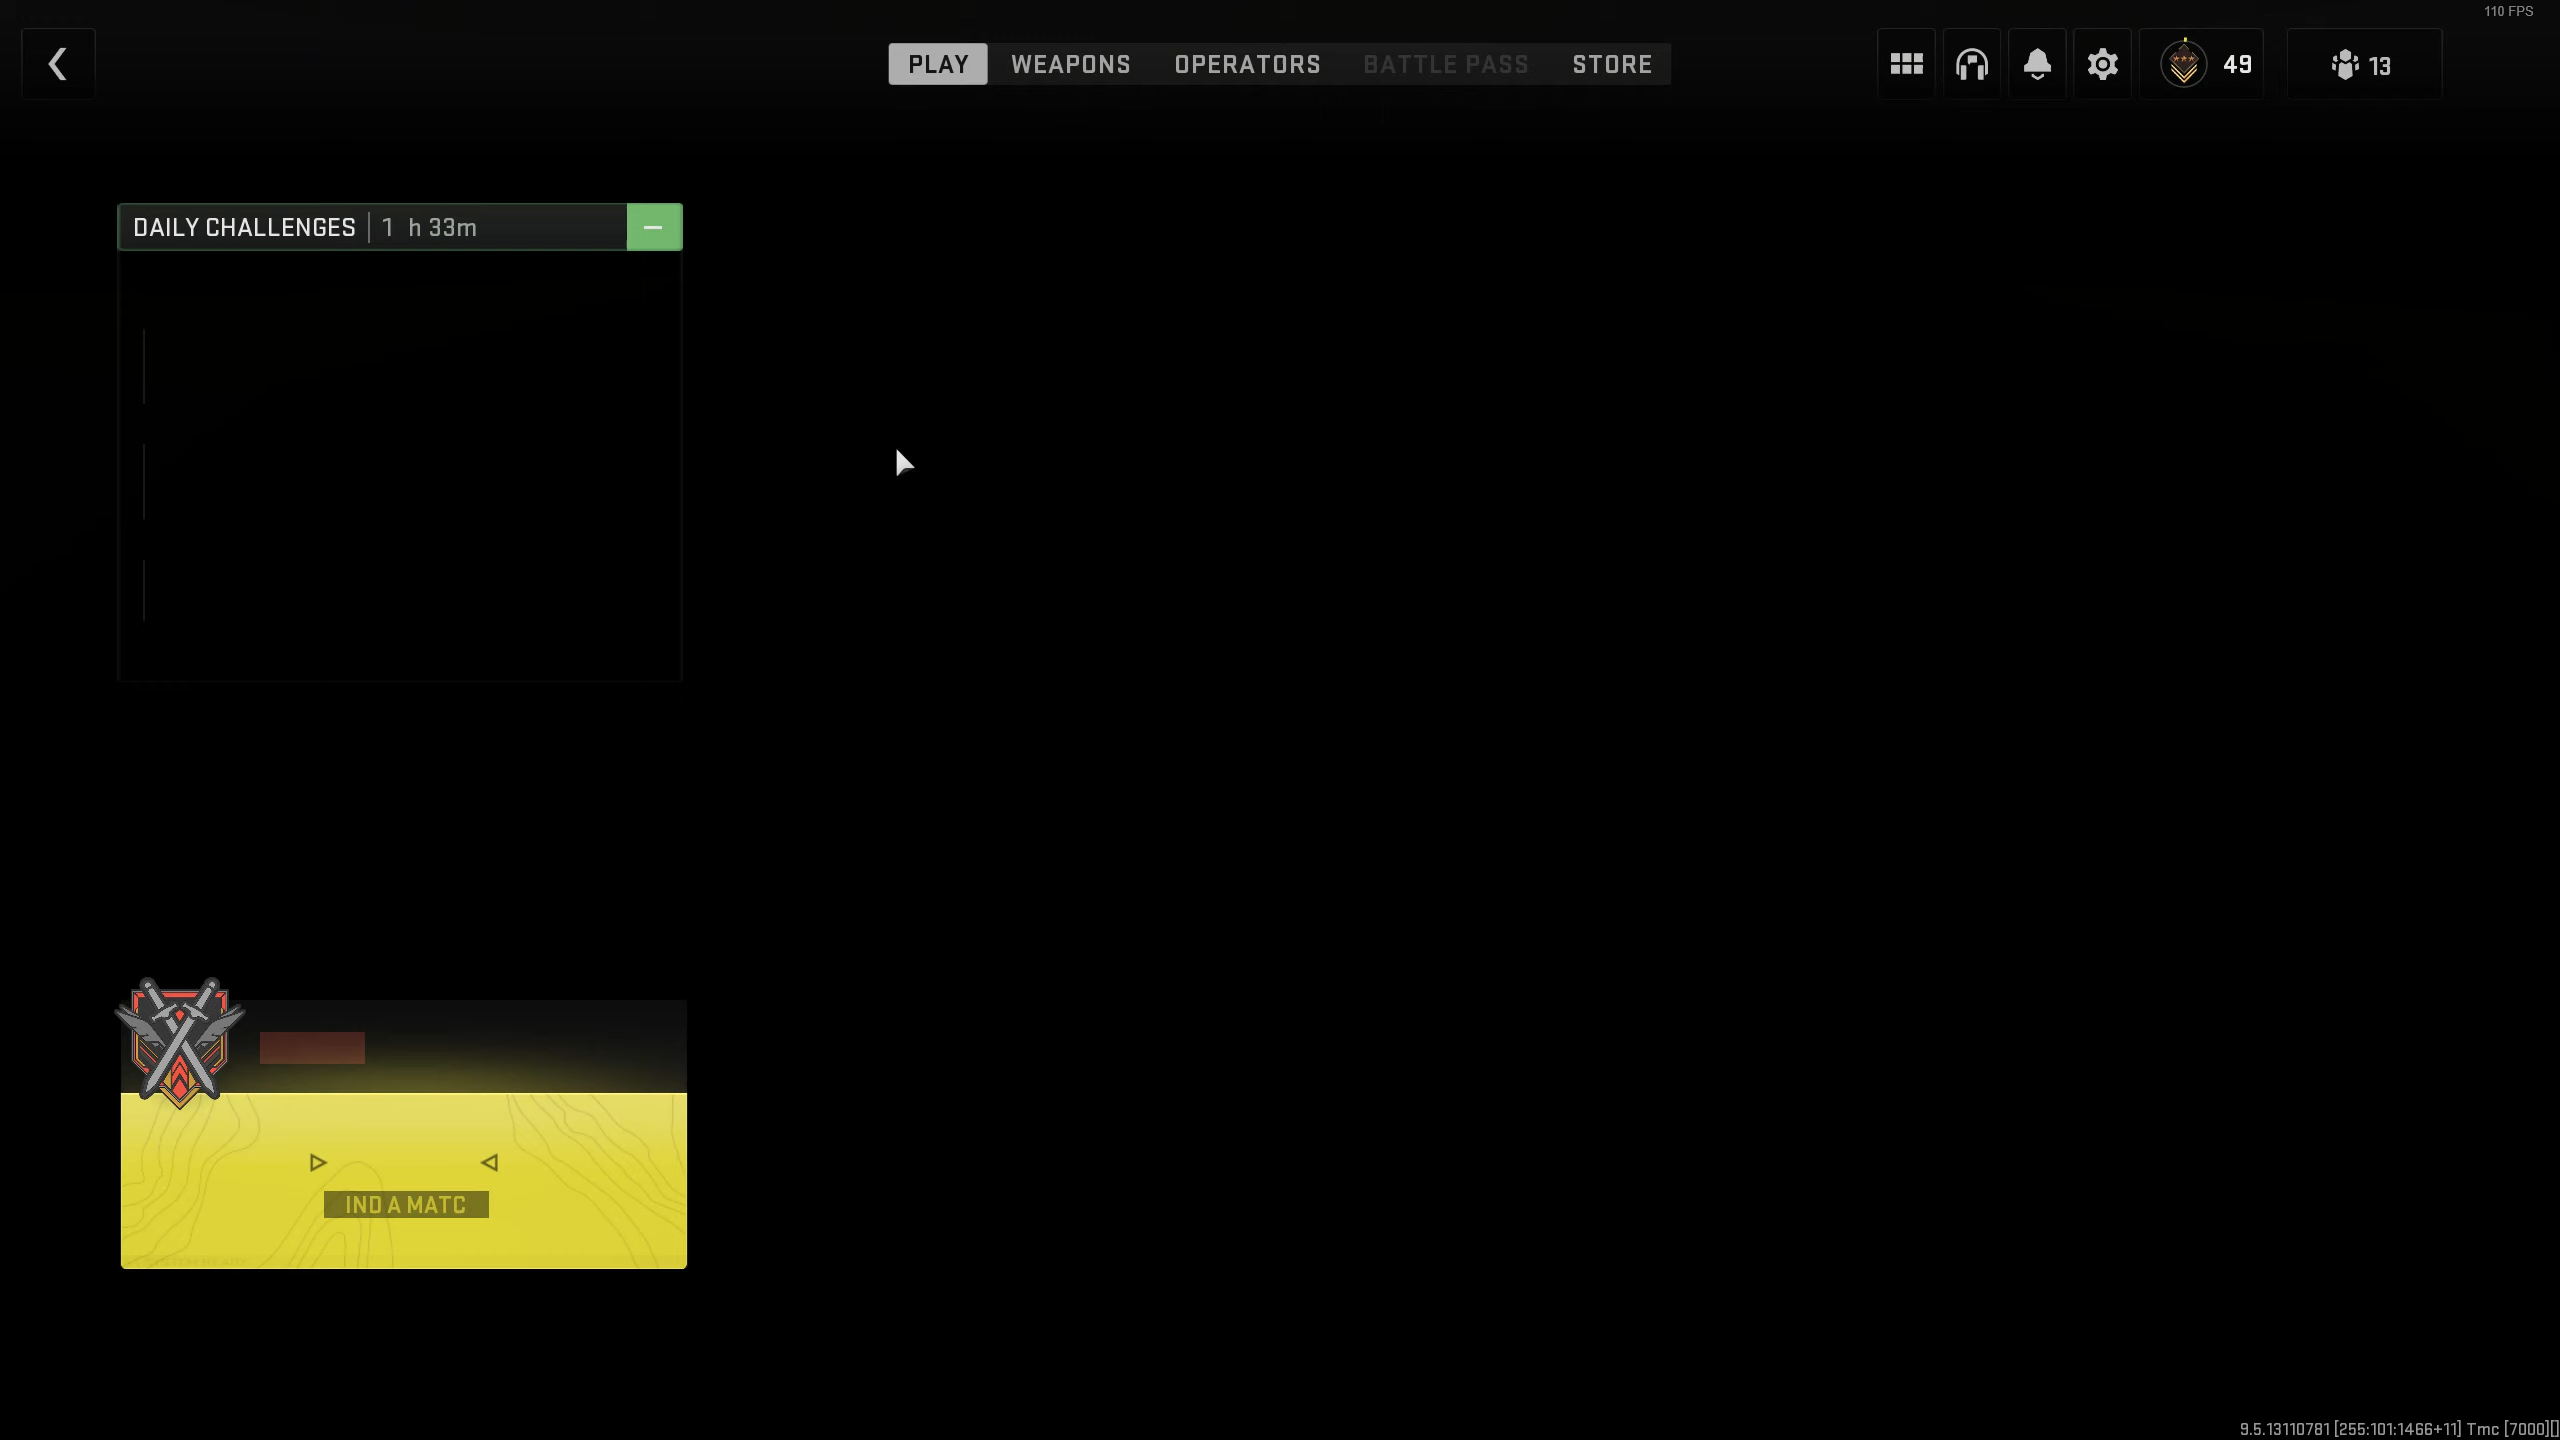 110 FPS
PLAY WEAPONS OPERATORS BATTLE PASS STORE
49
13
DAILY CHALLENGES 1 h 33m
IND A MATC
9.5.13110781 [255:101:1466+11] Tmc [7000][]